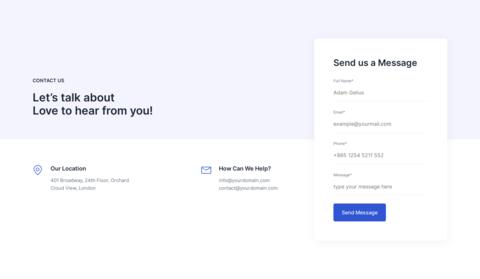 CONTACT US
Let's talk about
Love to hear from you!
Our Location
401 Broadway, 24th Floor, Orchard
Cloud View, London
How Can We Help?
info@yourdomain.com
contact@yourdomain.com
Send us a Message
Full Name*
Adam Gelius
Email*
example@yourmail.com
Phone*
+885 1254 5211 552
Message*
type your message here
Send Message